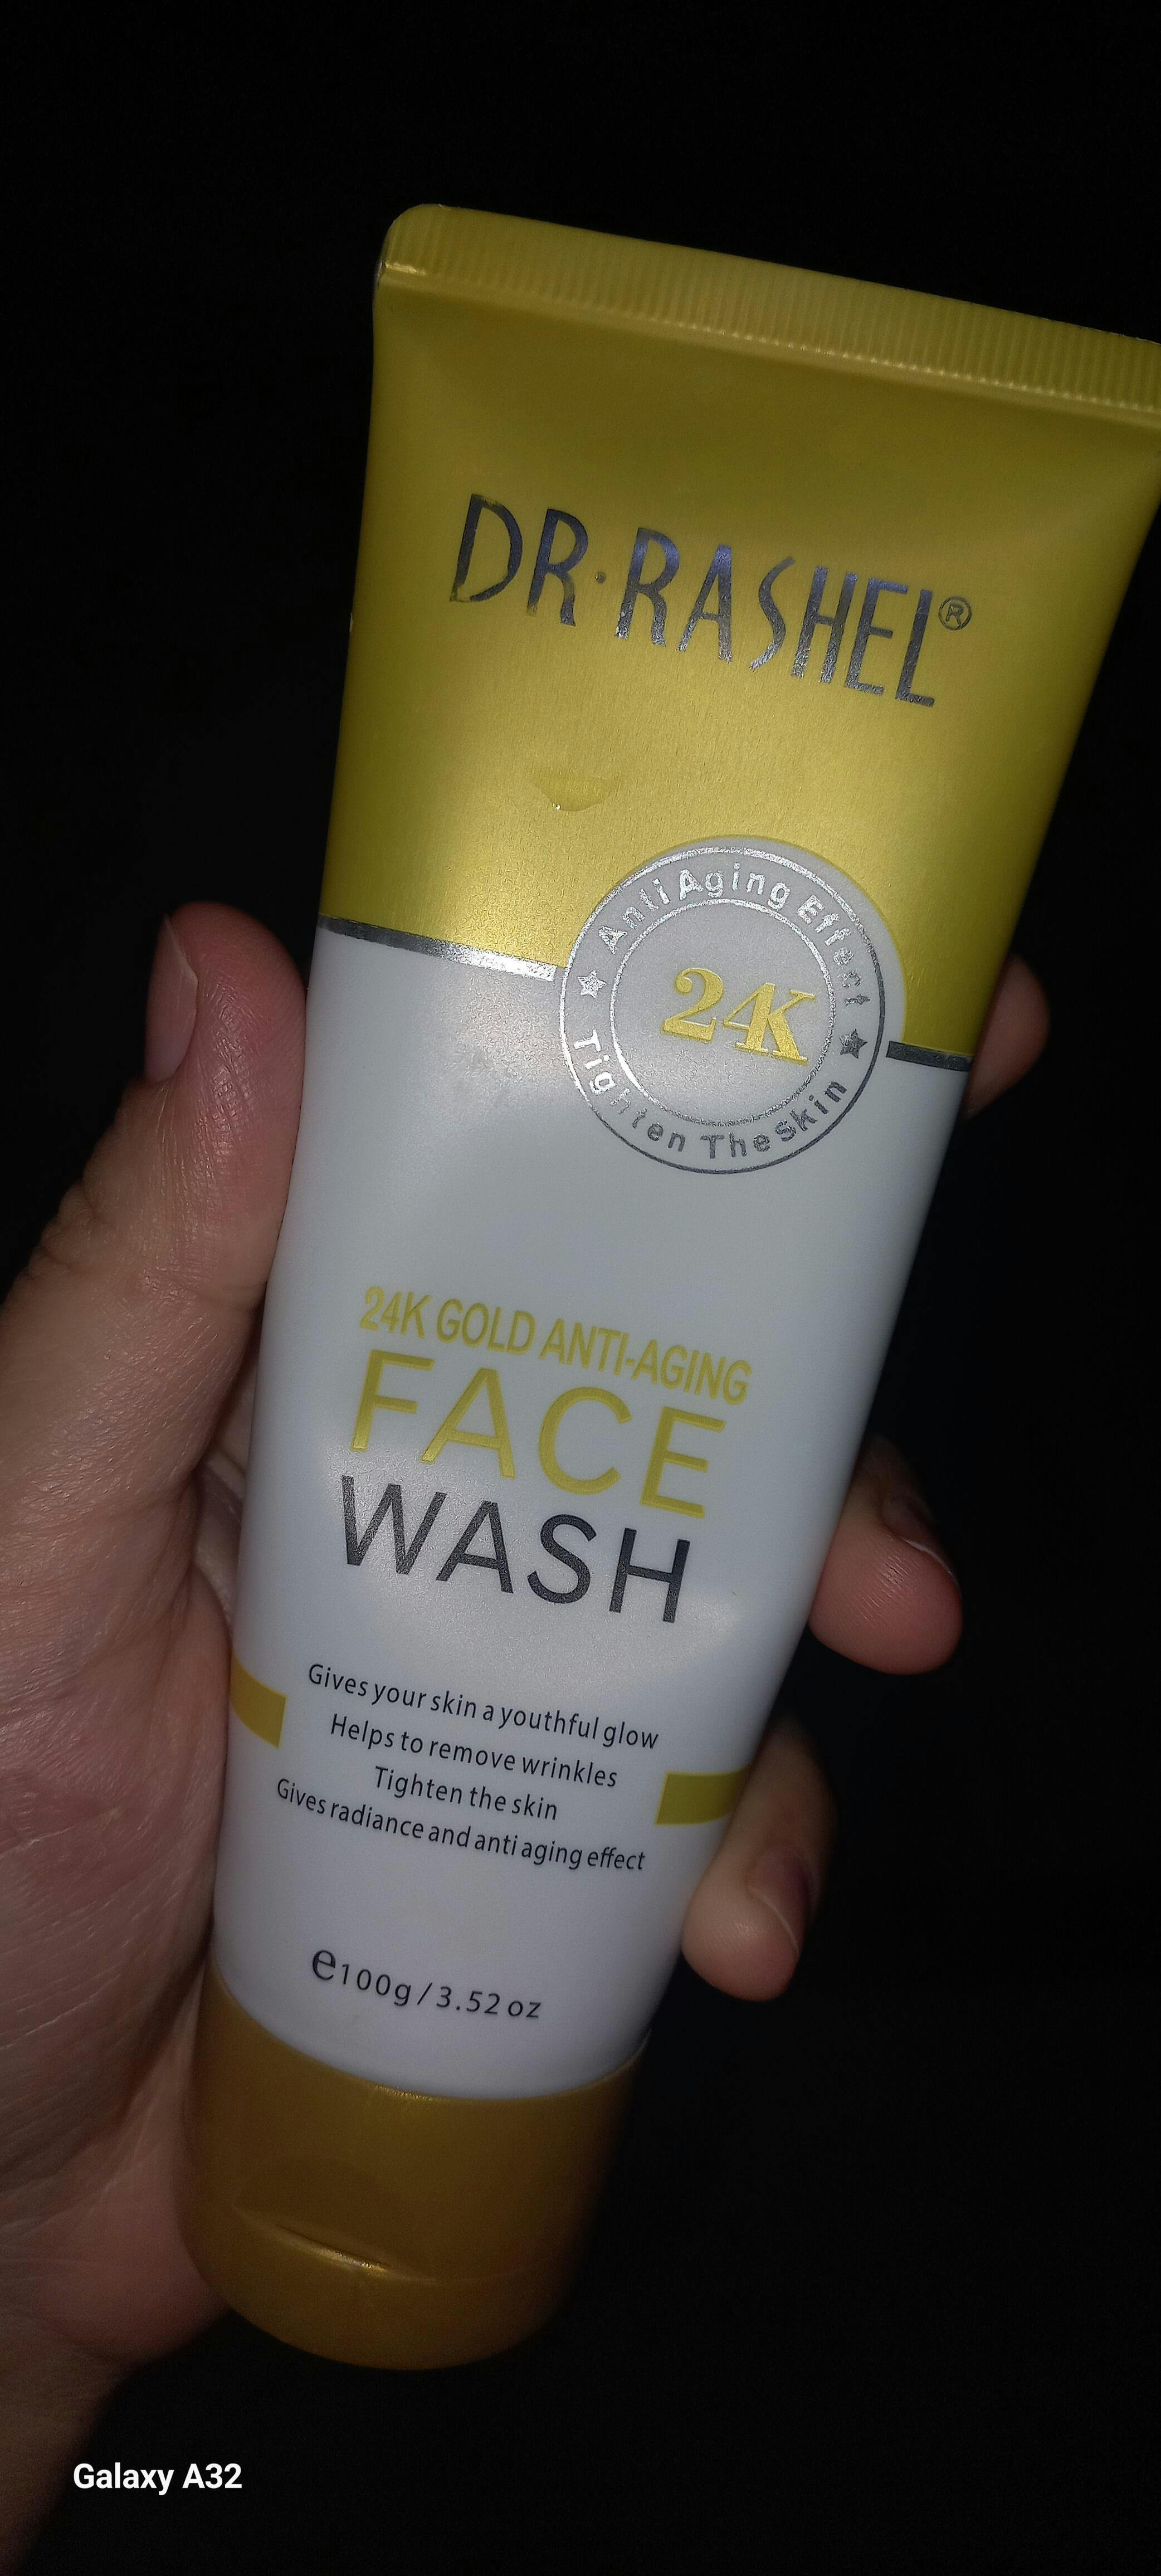 DR·RASHEL®
Anti Aging Effect
24K
Tighten The Skin
24K GOLD ANTI-AGING
FACE
WASH
Gives your skin a youthful glow
Helps to remove wrinkles
Tighten the skin
Gives radiance and anti aging effect
e100g/3.52 oz
Galaxy A32